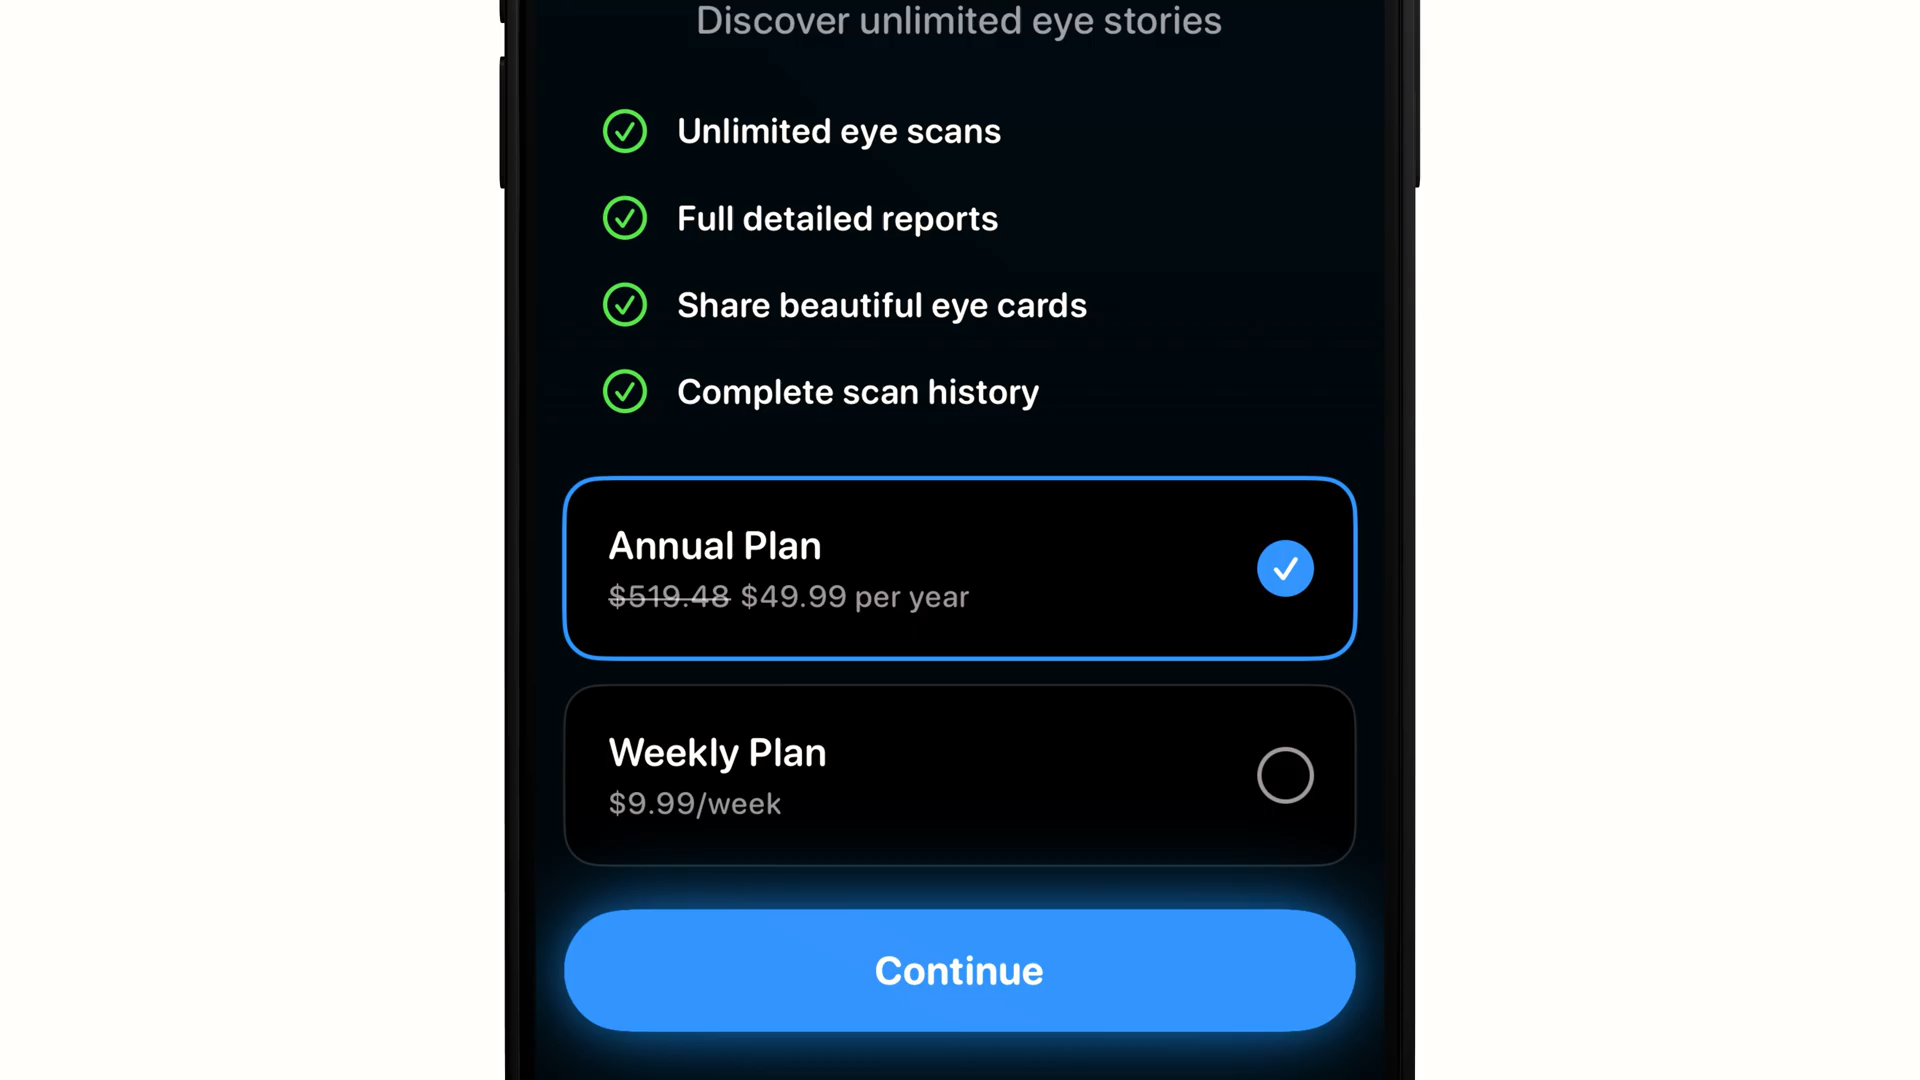 Discover unlimited eye stories
Unlimited eye scans
Full detailed reports
Share beautiful eye cards
Complete scan history
Annual Plan
$519.48 $49.99 per year
Weekly Plan
$9.99/week
Continue